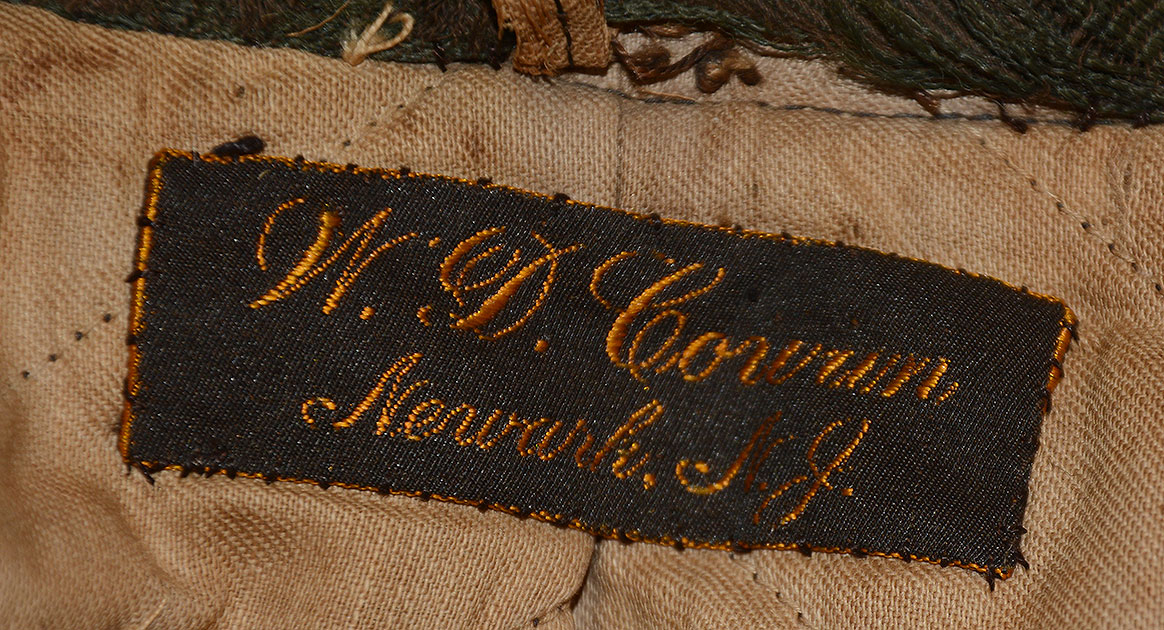 W. D. Corwin,
Newark, N.J.